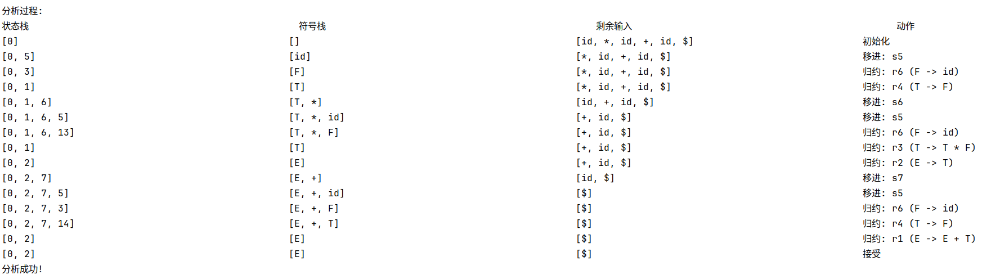 分析过程:
状态栈 符号栈 剩余输入 动作
[0] [] [id, *, id, +, id, $] 初始化
[0, 5] [id] [*, id, +, id, $] 移进: s5
[0, 3] [F] [*, id, +, id, $] 归约: r6 (F -> id)
[0, 1] [T] [*, id, +, id, $] 归约: r4 (T -> F)
[0, 1, 6] [T, *] [id, +, id, $] 移进: s6
[0, 1, 6, 5] [T, *, id] [+, id, $] 移进: s5
[0, 1, 6, 13] [T, *, F] [+, id, $] 归约: r6 (F -> id)
[0, 1] [T] [+, id, $] 归约: r3 (T -> T * F)
[0, 2] [E] [+, id, $] 归约: r2 (E -> T)
[0, 2, 7] [E, +] [id, $] 移进: s7
[0, 2, 7, 5] [E, +, id] [$] 移进: s5
[0, 2, 7, 3] [E, +, F] [$] 归约: r6 (F -> id)
[0, 2, 7, 14] [E, +, T] [$] 归约: r4 (T -> F)
[0, 2] [E] [$] 归约: r1 (E -> E + T)
[0, 2] [E] [$] 接受
分析成功!